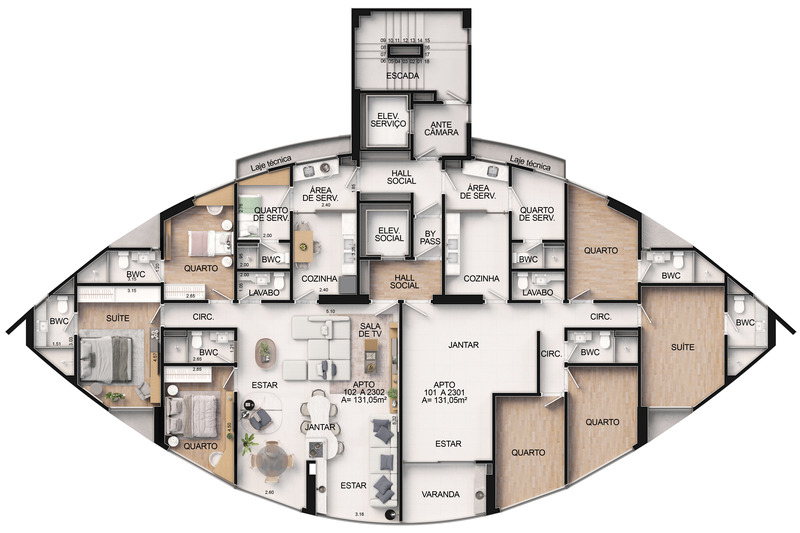 09 10 11 12 13 14 15
08 16
07 17
06 05 04 03 02 01 18
ESCADA
ELEV.
SERVIÇO
ANTE
CÂMARA
Laje técnica
Laje técnica
HALL
SOCIAL
ÁREA
DE SERV.
2.40
ÁREA
DE SERV.
QUARTO
DE SERV.
2.00
QUARTO
DE SERV.
ELEV.
SOCIAL
BY
PASS
QUARTO
QUARTO
BWC
2.00
BWC
COZINHA
2.40
COZINHA
HALL
SOCIAL
BWC
2.15
BWC
LAVABO
LAVABO
3.15
2.65
BWC
1.51
SUÍTE
CIRC.
5.10
SALA
DE TV
JANTAR
CIRC.
BWC
BWC
2.65
2.65
CIRC.
BWC
SUÍTE
ESTAR
APTO
102 A 2302
A= 131,05m²
APTO
101 A 2301
A= 131,05m²
JANTAR
QUARTO
4.50
ESTAR
QUARTO
QUARTO
ESTAR
VARANDA
2.60
3.16